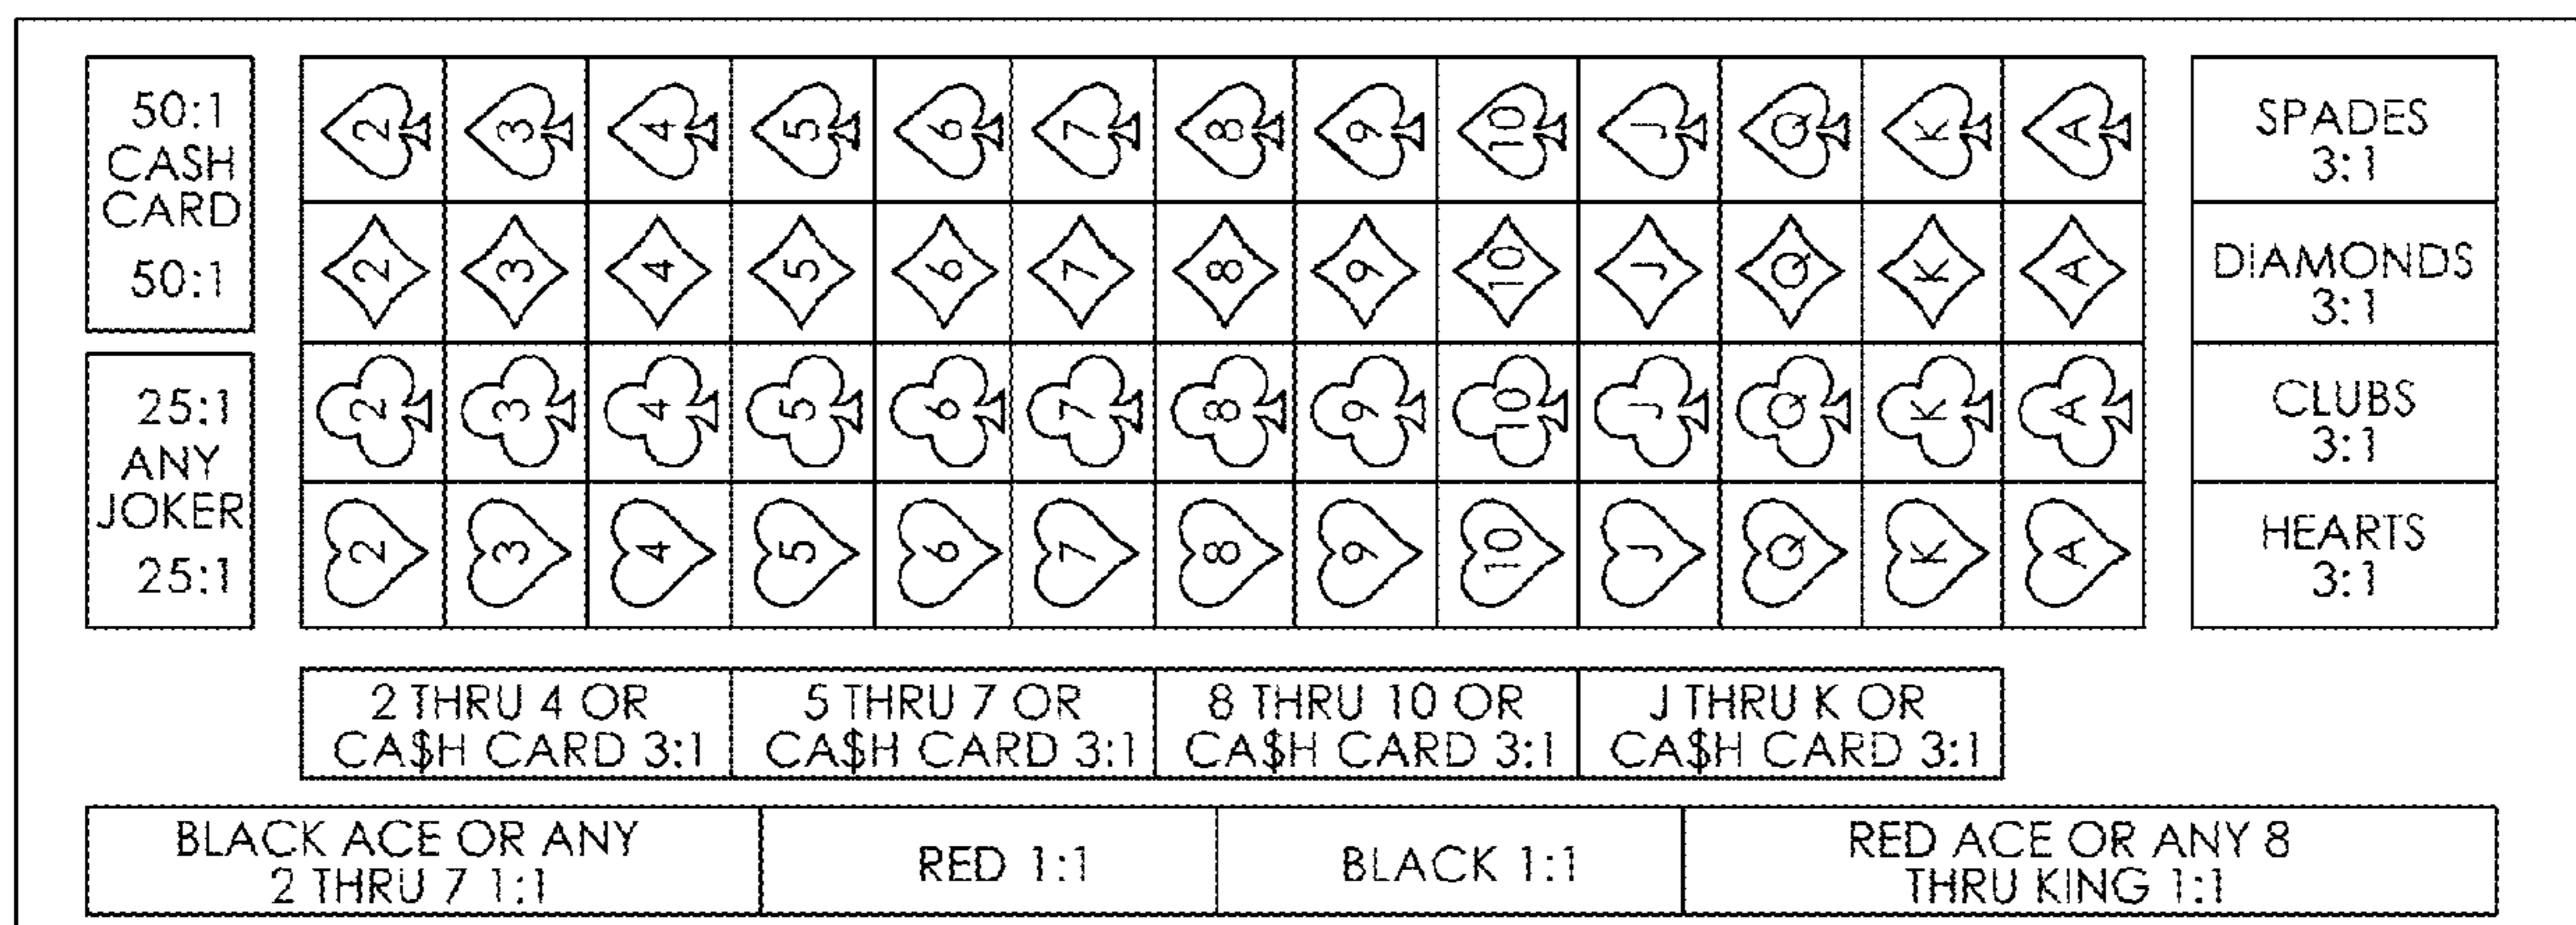 50:1
CASH
CARD
50:1
25:1
ANY
JOKER
25:1
2 3 4 5 6 7 8 9 10 J Q K A
2 3 4 5 6 7 8 9 10 J Q K A
2 3 4 5 6 7 8 9 10 J Q K A
2 3 4 5 6 7 8 9 10 J Q K A
SPADES
3:1
DIAMONDS
3:1
CLUBS
3:1
HEARTS
3:1
2 THRU 4 OR
CA$H CARD 3:1
5 THRU 7 OR
CA$H CARD 3:1
8 THRU 10 OR
CA$H CARD 3:1
J THRU K OR
CA$H CARD 3:1
BLACK ACE OR ANY
2 THRU 7 1:1
RED 1:1
BLACK 1:1
RED ACE OR ANY 8
THRU KING 1:1